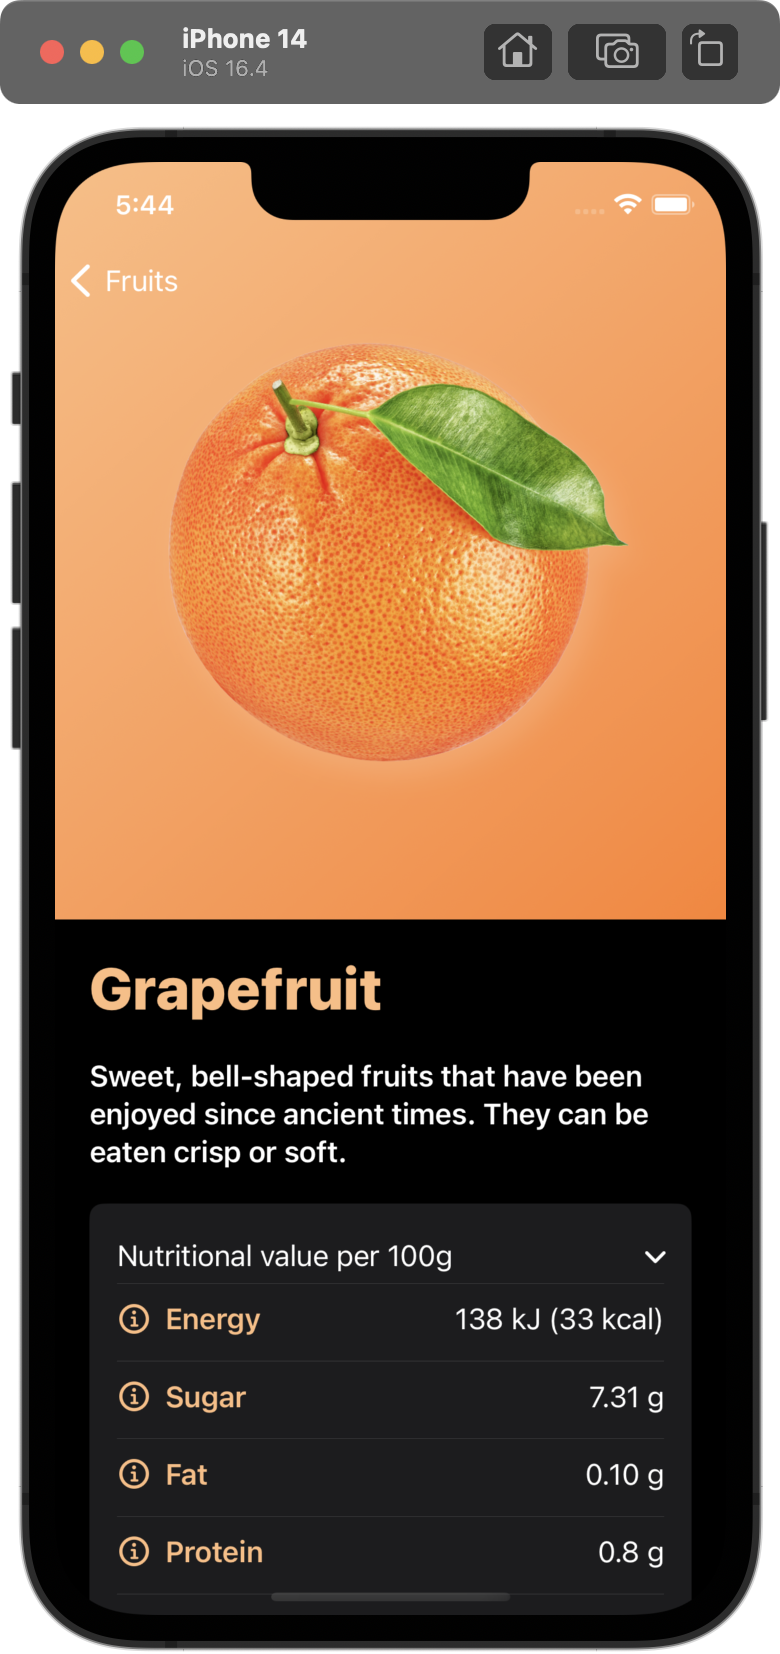 iPhone 14
iOS 16.4
5:44
Fruits
Grapefruit
Sweet, bell-shaped fruits that have been
enjoyed since ancient times. They can be
eaten crisp or soft.
Nutritional value per 100g
Energy 138 kJ (33 kcal)
Sugar 7.31 g
Fat 0.10 g
Protein 0.8 g